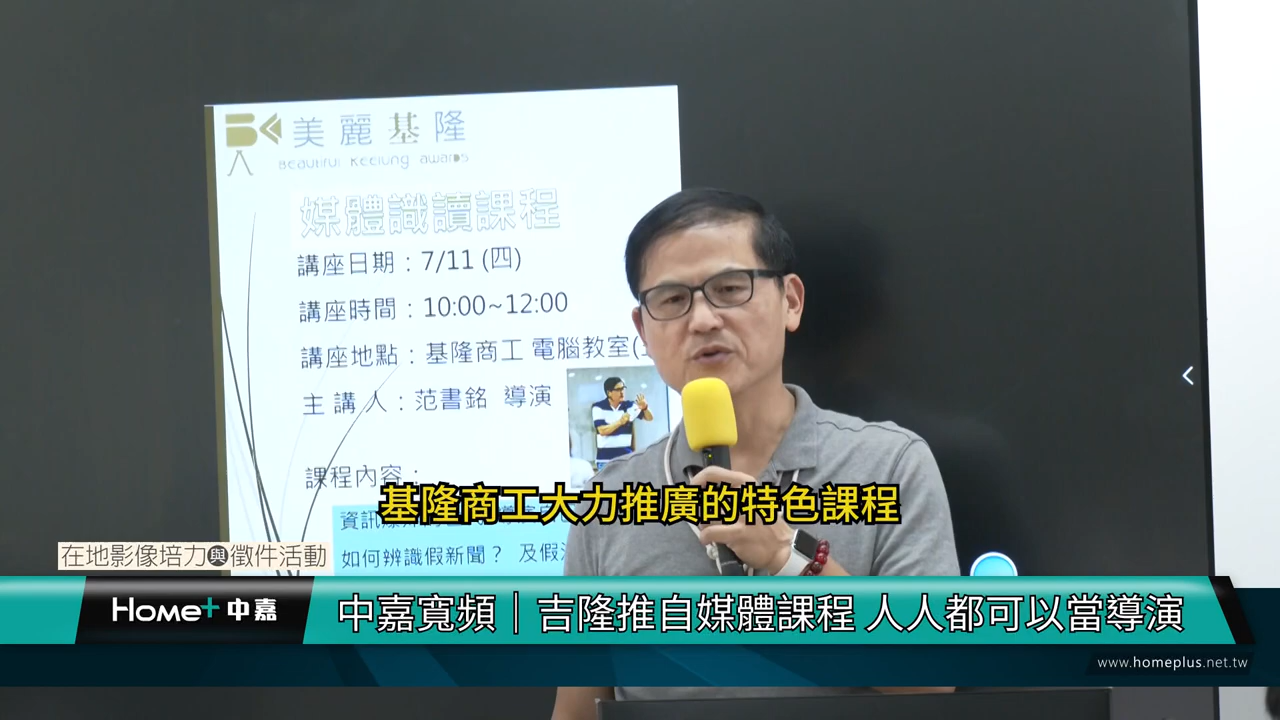 美麗基隆
Beautiful Keelung awards
媒體識讀課程
講座日期：7/11 (四)
講座時間：10:00~12:00
講座地點：基隆商工 電腦教室
主 講 人：范書銘 導演
課程內容：
資訊
如何辨識假新聞？ 及假
基隆商工大力推廣的特色課程
在地影像培力與徵件活動
Home+中嘉
中嘉寬頻｜吉隆推自媒體課程 人人都可以當導演
www.homeplus.net.tw